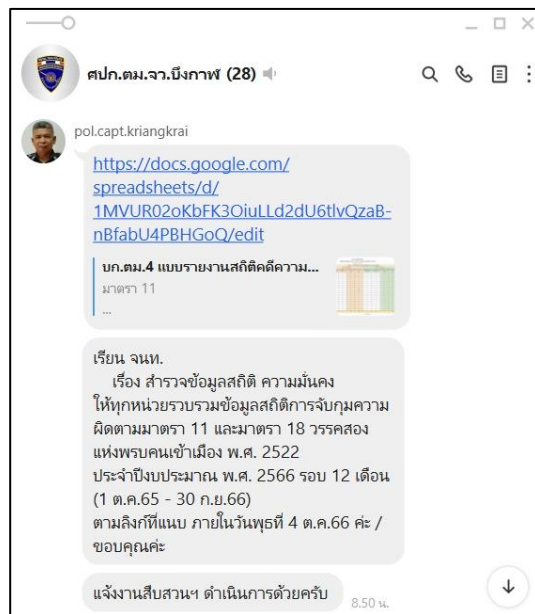 ศปก.ตม.จว.บึงกาฬ (28)
pol.capt.kriangkrai
https://docs.google.com/
spreadsheets/d/
1MVUR02oKbFK3OiuLLd2dU6tlvQzaB-
nBfabU4PBHGoQ/edit
บก.ตม.4 แบบรายงานสถิติคดีความ...
มาตรา 11
...
เรียน จนท.
เรื่อง สำรวจข้อมูลสถิติ ความมั่นคง
ให้ทุกหน่วยรวบรวมข้อมูลสถิติการจับกุมความ
ผิดตามมาตรา 11 และมาตรา 18 วรรคสอง
แห่งพรบคนเข้าเมือง พ.ศ. 2522
ประจำปีงบประมาณ พ.ศ. 2566 รอบ 12 เดือน
(1 ต.ค.65 - 30 ก.ย.66)
ตามลิงก์ที่แนบ ภายในวันพุธที่ 4 ต.ค.66 ค่ะ /
ขอบคุณค่ะ
แจ้งงานสืบสวนฯ ดำเนินการด้วยครับ
8.50 น.